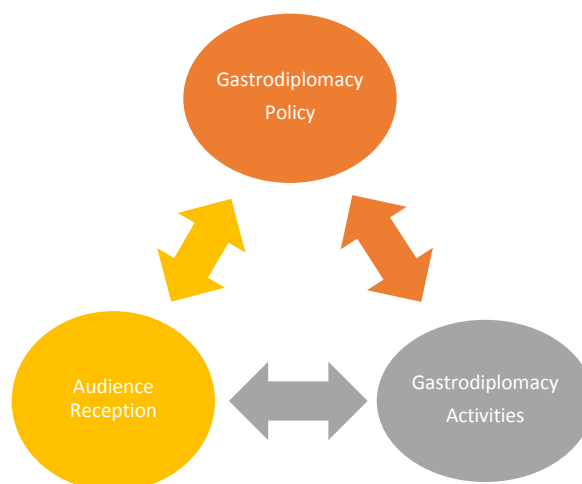 Gastrodiplomacy
Policy
Audience
Reception
Gastrodiplomacy
Activities